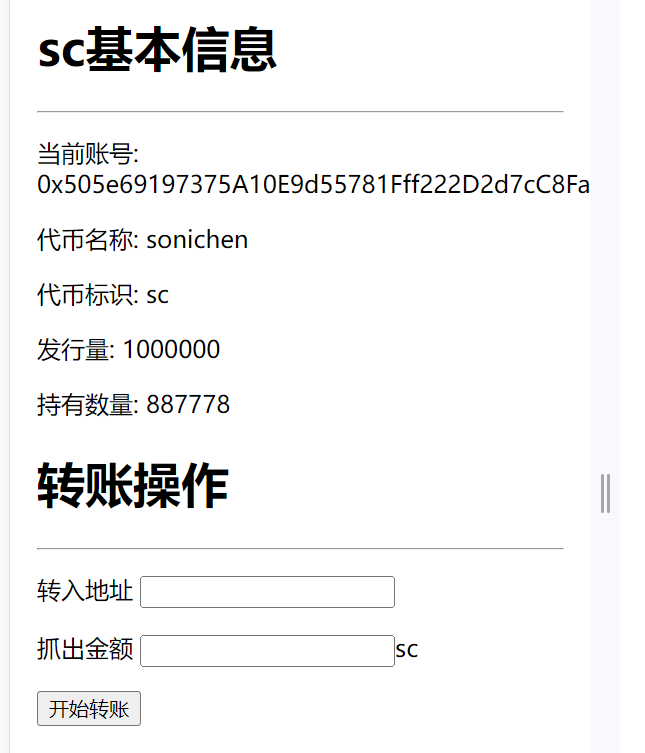 sc基本信息
当前账号:
0x505e69197375A10E9d55781Fff222D2d7cC8Fa
代币名称: sonichen
代币标识: sc
发行量: 1000000
持有数量: 887778
转账操作
转入地址
抓出金额 sc
开始转账